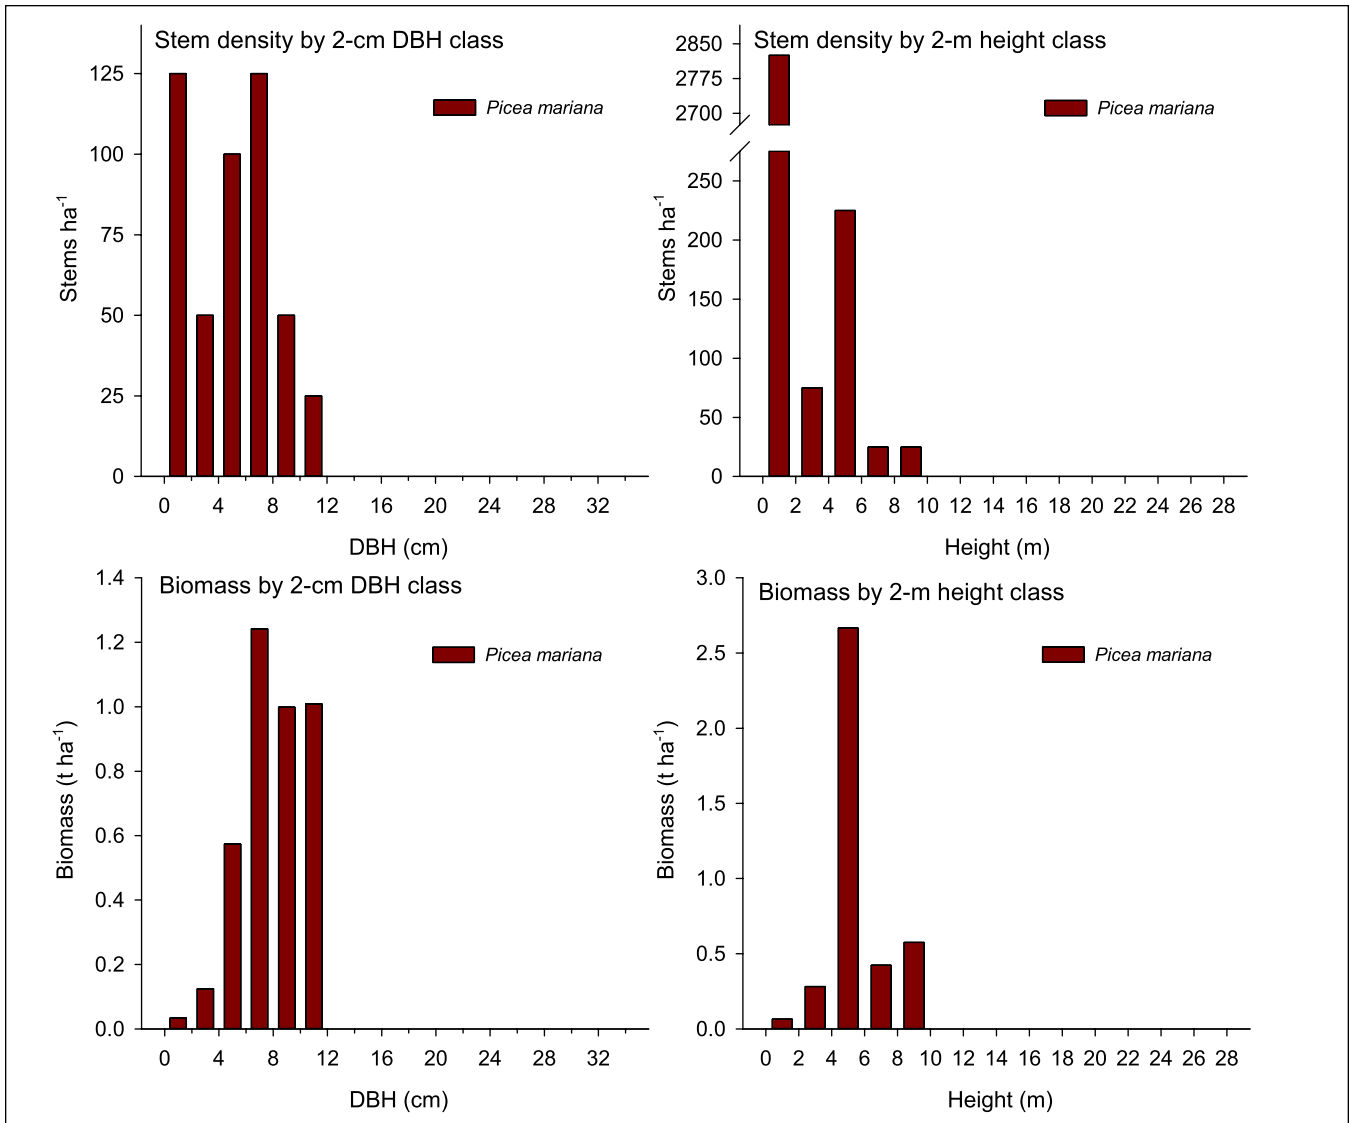 Stem density by 2-cm DBH class
Picea mariana
125
100
75
50
25
0
Stems ha-1
0 4 8 12 16 20 24 28 32
DBH (cm)
Stem density by 2-m height class
Picea mariana
2850
2775
2700
250
200
150
100
50
0
Stems ha-1
0 2 4 6 8 10 12 14 16 18 20 22 24 26 28
Height (m)
Biomass by 2-cm DBH class
Picea mariana
1.4
1.2
1.0
0.8
0.6
0.4
0.2
0.0
Biomass (t ha-1)
0 4 8 12 16 20 24 28 32
DBH (cm)
Biomass by 2-m height class
Picea mariana
3.0
2.5
2.0
1.5
1.0
0.5
0.0
Biomass (t ha-1)
0 2 4 6 8 10 12 14 16 18 20 22 24 26 28
Height (m)